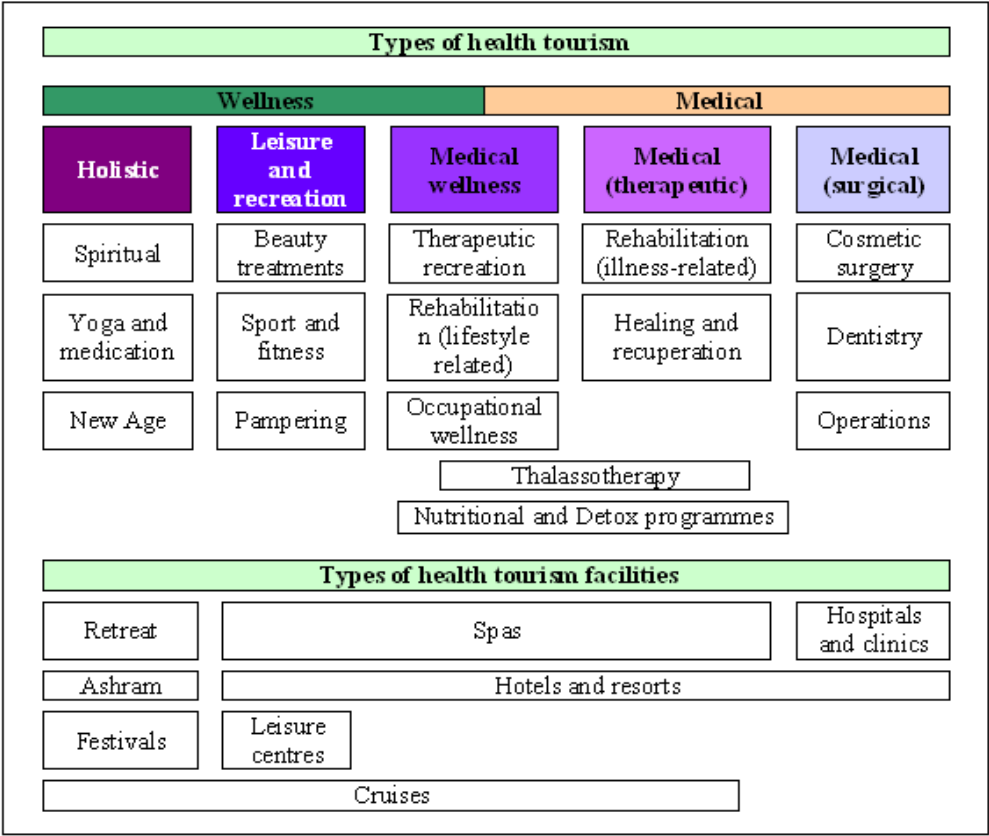 Types of health tourism
Wellness
Medical
Holistic
Leisure
and
recreation
Medical
wellness
Medical
(therapeutic)
Medical
(surgical)
Spiritual
Beauty
treatments
Therapeutic
recreation
Rehabilitation
(illness-related)
Cosmetic
surgery
Yoga and
medication
Sport and
fitness
Rehabilitatio
n (lifestyle
related)
Healing and
recuperation
Dentistry
New Age
Pampering
Occupational
wellness
Operations
Thalassotherapy
Nutritional and Detox programmes
Types of health tourism facilities
Retreat
Spas
Hospitals
and clinics
Ashram
Hotels and resorts
Festivals
Leisure
centres
Cruises